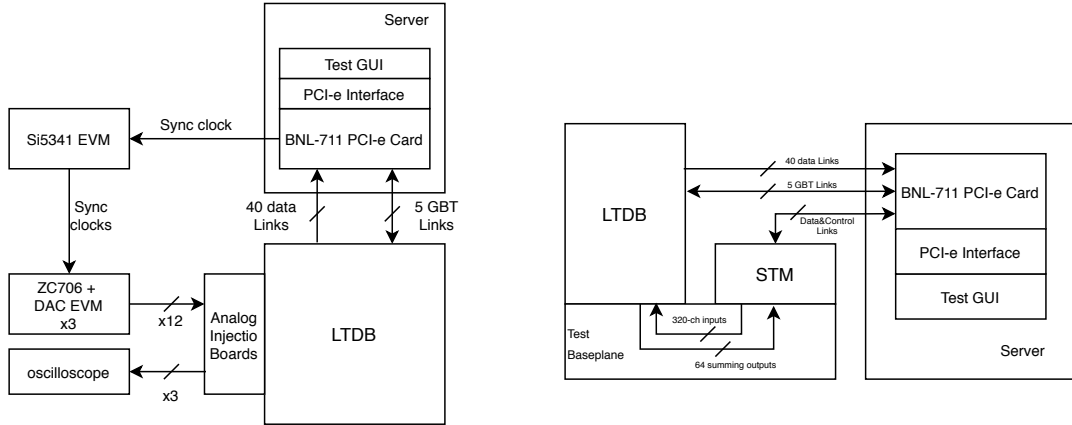 Server
Test GUI
PCI-e Interface
BNL-711 PCI-e Card
Sync clock
Si5341 EVM
Sync
clocks
40 data
Links
5 GBT
Links
ZC706 +
DAC EVM
x3
x12
Analog
Injectio
Boards
LTDB
oscilloscope
x3
LTDB
40 data Links
5 GBT Links
Data&Control
Links
BNL-711 PCI-e Card
PCI-e Interface
Test GUI
Server
STM
320-ch inputs
Test
Baseplane
64 summing outputs